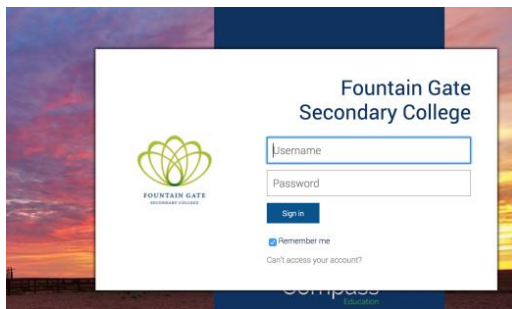 Fountain Gate
Secondary College
Username
Password
Sign in
Remember me
Can't access your account?
FOUNTAIN GATE
SECONDARY COLLEGE
Compass
Education